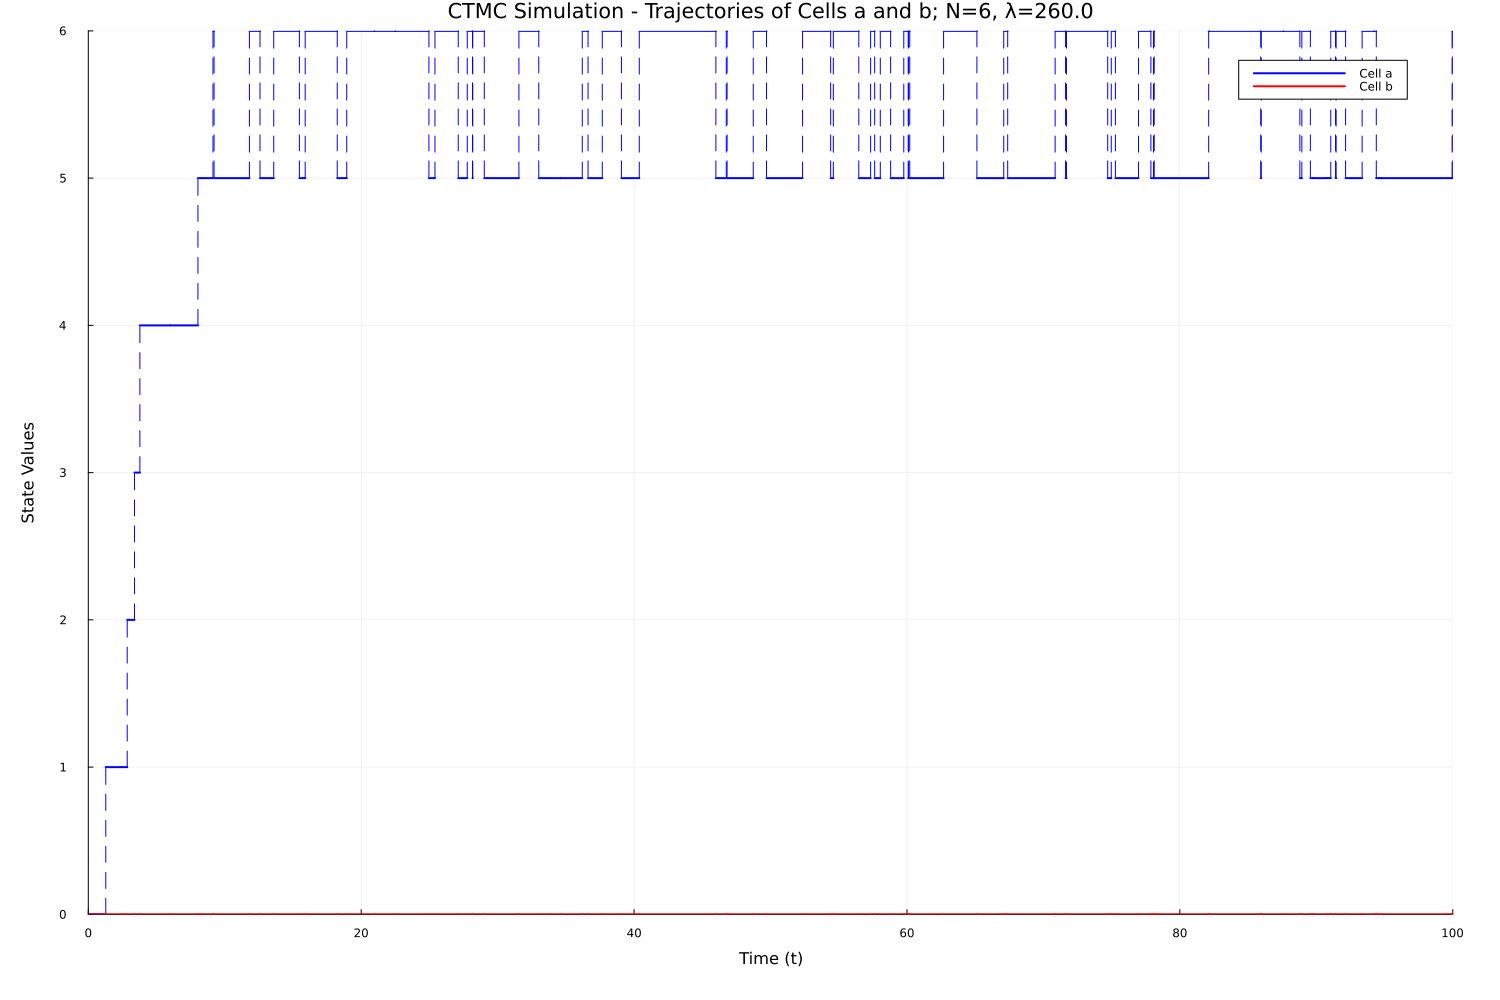 CTMC Simulation - Trajectories of Cells a and b; N=6, λ=260.0
6
Cell a
Cell b
5
4
3
2
1
0
State Values
0 20 40 60 80 100
Time (t)